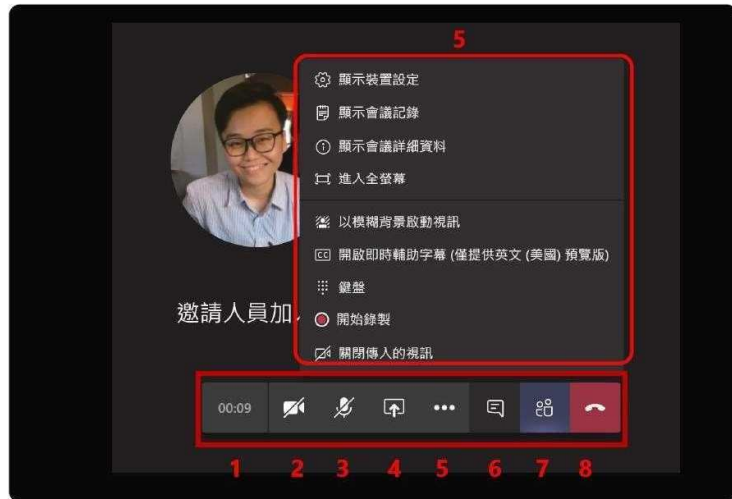 5
顯示裝置設定
顯示會議記錄
顯示會議詳細資料
進入全螢幕
以模糊背景啟動視訊
CC 開啟即時輔助字幕 (僅提供英文 (美國) 預覽版)
鍵盤
開始錄製
關閉傳入的視訊
邀請人員加
00:09
1 2 3 4 5 6 7 8